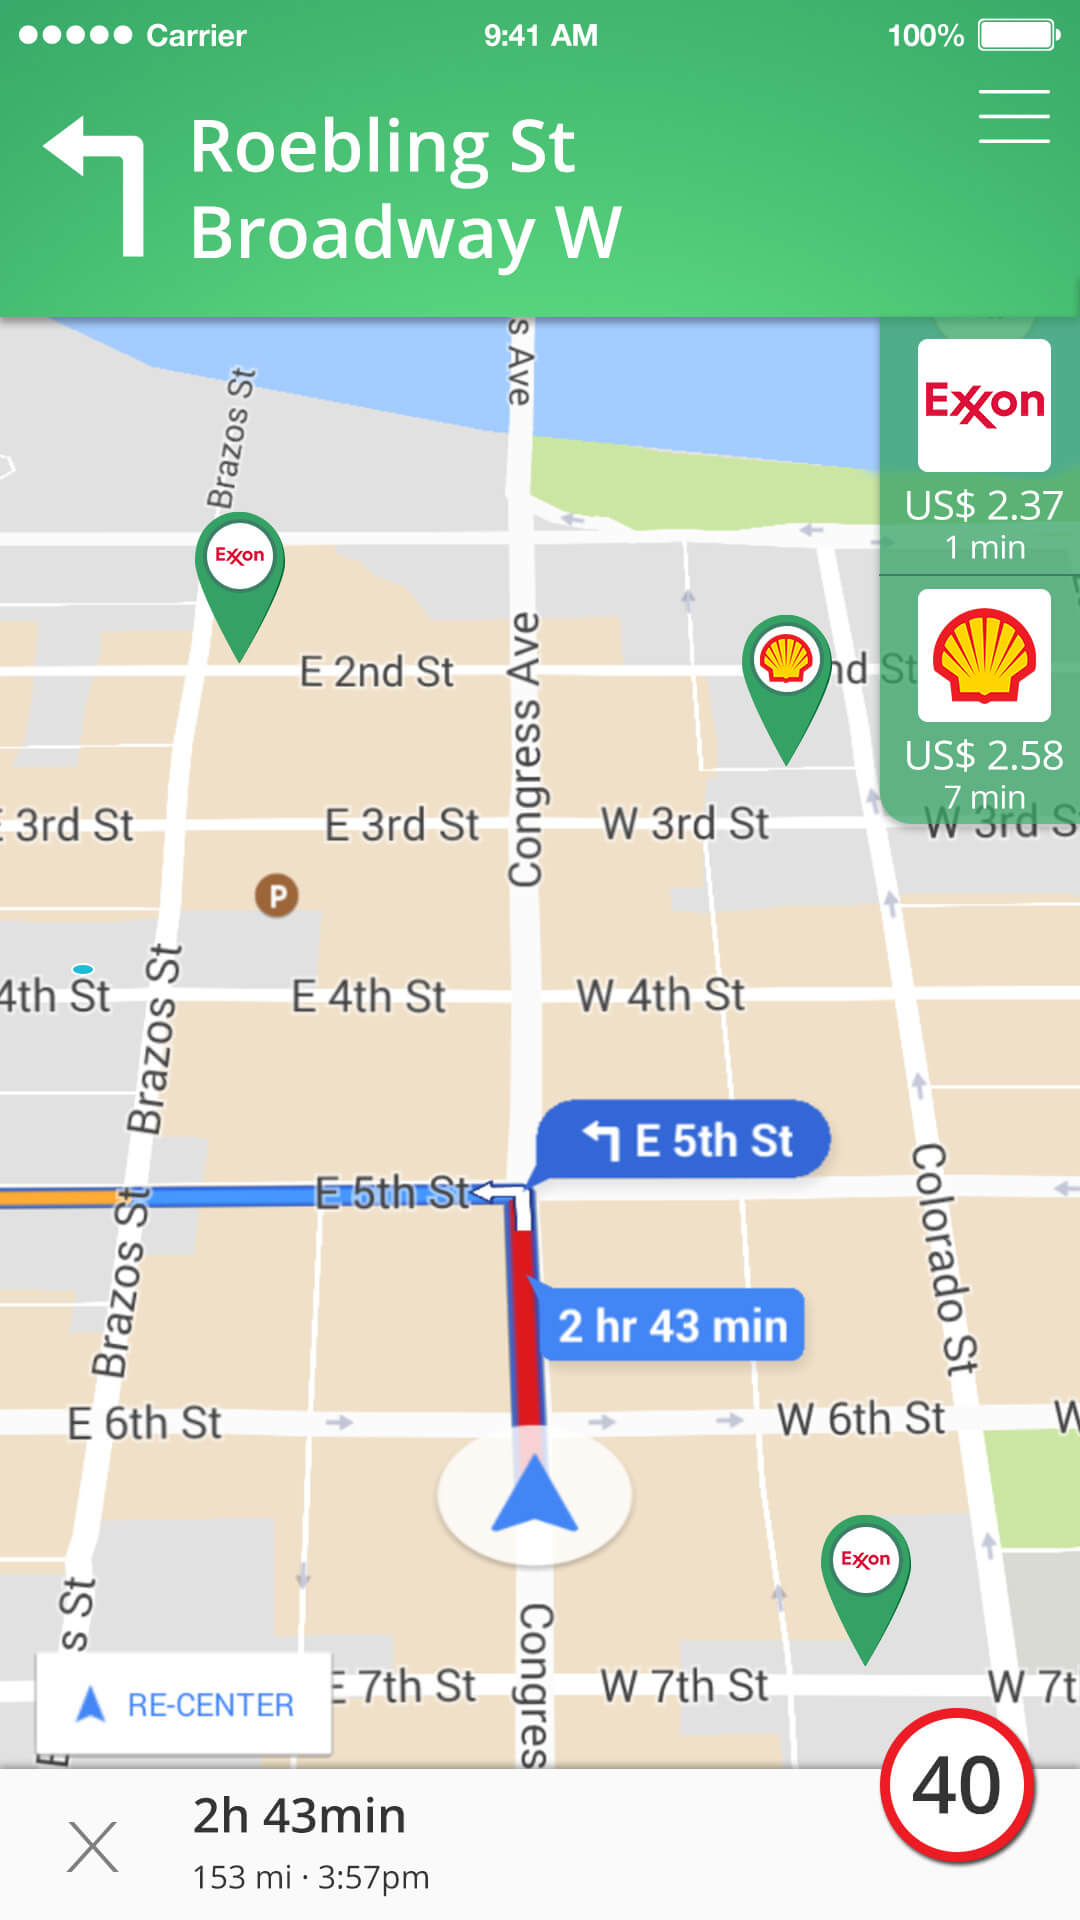 Carrier
9:41 AM
100%
Roebling St
Broadway W
s Ave
Brazos St
Exxon
US$ 2.37
1 min
Exxon
E 2nd St
Congress Ave
nd St
US$ 2.58
7 min
E 3rd St
E 3rd St
W 3rd St
W 3rd S
P
4th St
Brazos St
E 4th St
W 4th St
E 5th St
E 5th St
Brazos St
Colorado St
2 hr 43 min
E 6th St
W 6th St
W
Exxon
s St
Congres
RE-CENTER
E 7th St
W 7th St
W 7t
40
2h 43min
153 mi · 3:57pm